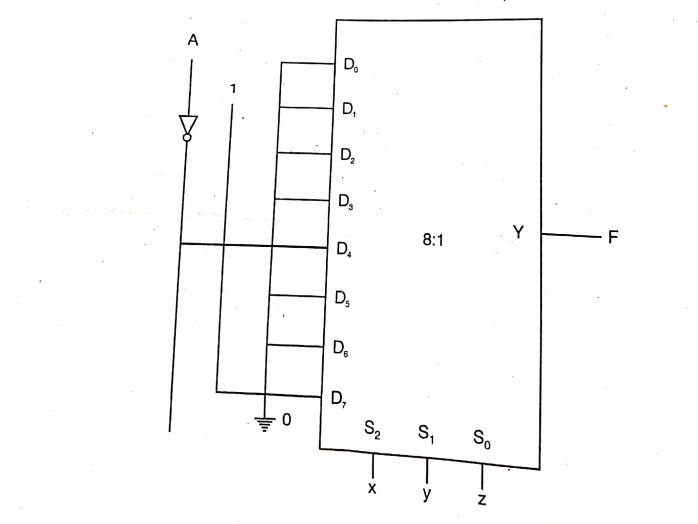 A
1
D₀
D₁
D₂
D₃
D₄
D₅
D₆
D₇
0
8:1
Y
F
S₂
S₁
S₀
x
y
z